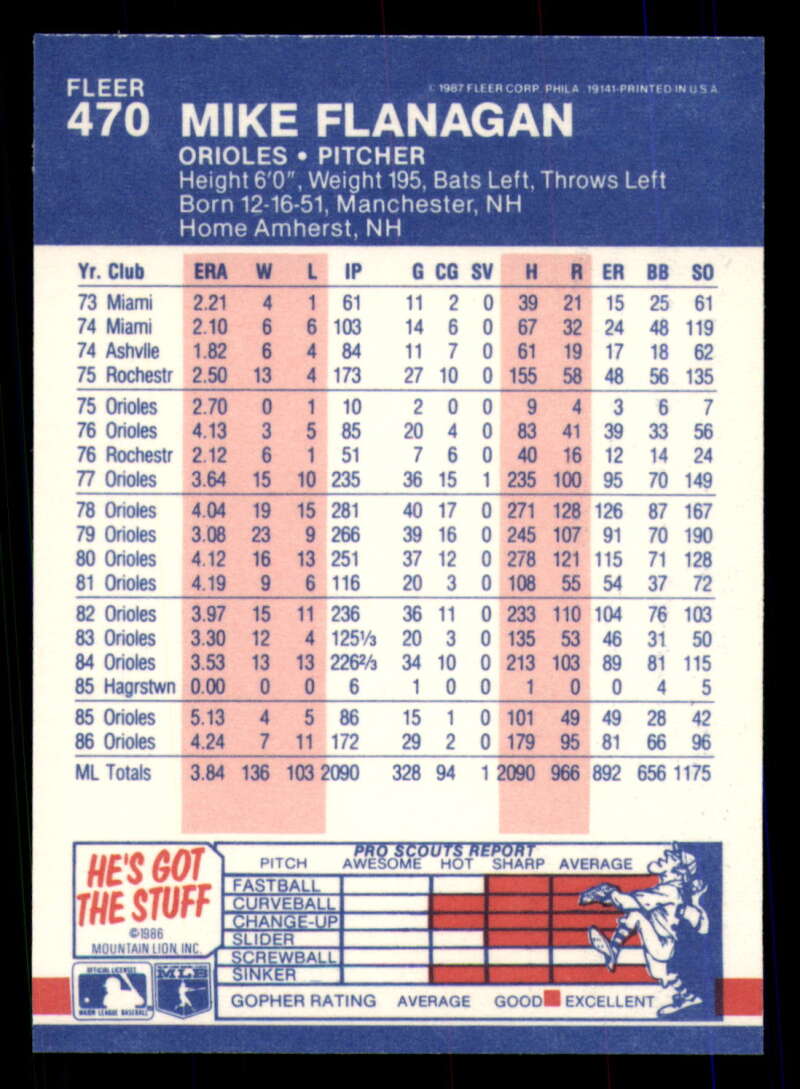 FLEER
© 1987 FLEER CORP. PHILA. 19141-PRINTED IN U.S.A.
470 MIKE FLANAGAN
ORIOLES • PITCHER
Height 6'0", Weight 195, Bats Left, Throws Left
Born 12-16-51, Manchester, NH
Home Amherst, NH
Yr. Club ERA W L IP G CG SV H R ER BB SO
73 Miami 2.21 4 1 61 11 2 0 39 21 15 25 61
74 Miami 2.10 6 6 103 14 6 0 67 32 24 48 119
74 Ashvlle 1.82 6 4 84 11 7 0 61 19 17 18 62
75 Rochestr 2.50 13 4 173 27 10 0 155 58 48 56 135
75 Orioles 2.70 0 1 10 2 0 0 9 4 3 6 7
76 Orioles 4.13 3 5 85 20 4 0 83 41 39 33 56
76 Rochestr 2.12 6 1 51 7 6 0 40 16 12 14 24
77 Orioles 3.64 15 10 235 36 15 1 235 100 95 70 149
78 Orioles 4.04 19 15 281 40 17 0 271 128 126 87 167
79 Orioles 3.08 23 9 266 39 16 0 245 107 91 70 190
80 Orioles 4.12 16 13 251 37 12 0 278 121 115 71 128
81 Orioles 4.19 9 6 116 20 3 0 108 55 54 37 72
82 Orioles 3.97 15 11 236 36 11 0 233 110 104 76 103
83 Orioles 3.30 12 4 125⅓ 20 3 0 135 53 46 31 50
84 Orioles 3.53 13 13 226⅔ 34 10 0 213 103 89 81 115
85 Hagrstwn 0.00 0 0 6 1 0 0 1 0 0 4 5
85 Orioles 5.13 4 5 86 15 1 0 101 49 49 28 42
86 Orioles 4.24 7 11 172 29 2 0 179 95 81 66 96
ML Totals 3.84 136 103 2090 328 94 1 2090 966 892 656 1175
HE'S GOT
THE STUFF
©1986
MOUNTAIN LION, INC.
OFFICIAL LICENSEE
MAJOR LEAGUE BASEBALL
MLB
PRO SCOUTS REPORT
PITCH AWESOME HOT SHARP AVERAGE
FASTBALL
CURVEBALL
CHANGE-UP
SLIDER
SCREWBALL
SINKER
GOPHER RATING AVERAGE GOOD EXCELLENT